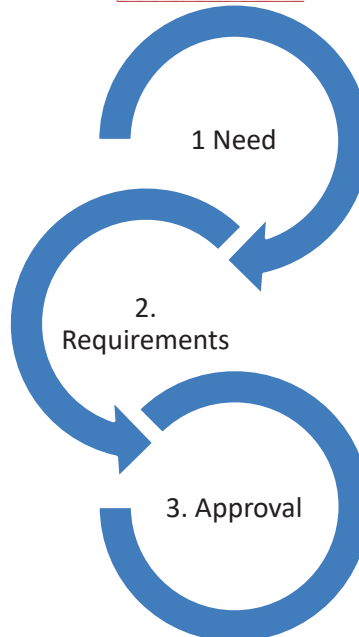 1 Need
2.
Requirements
3. Approval